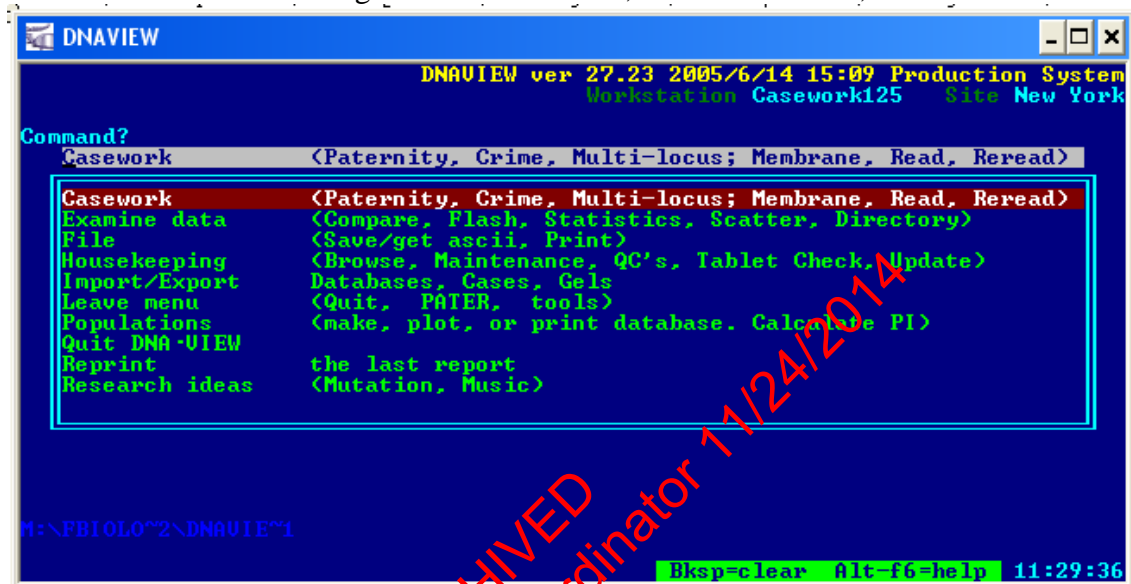 DNAVIEW
DNAVIEW ver 27.23 2005/6/14 15:09 Production System
Workstation Casework125 Site New York
Command?
Casework (Paternity, Crime, Multi-locus; Membrane, Read, Reread)
Casework (Paternity, Crime, Multi-locus; Membrane, Read, Reread)
Examine data (Compare, Flash, Statistics, Scatter, Directory)
File (Save/get ascii, Print)
Housekeeping (Browse, Maintenance, QC's, Tablet Check, Update)
Import/Export Databases, Cases, Gels
Leave menu (Quit, PATER, tools)
Populations (make, plot, or print database. Calculate PI)
Quit DNA·VIEW
Reprint the last report
Research ideas (Mutation, Music)
11/24/2014
M:\FBIOLO~2\DNAVIE~1
Bksp=clear Alt-f6=help 11:29:36